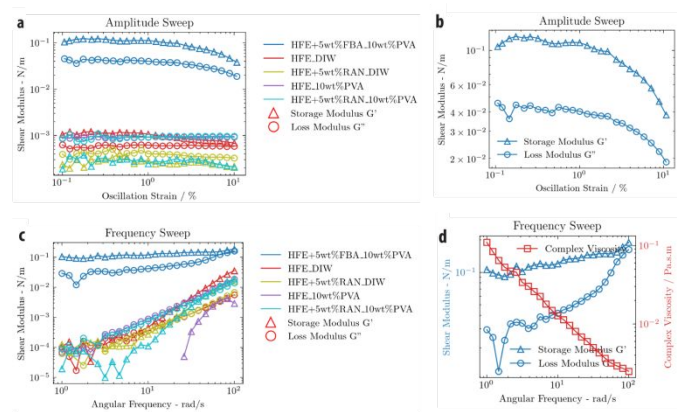 a
Amplitude Sweep
Shear Modulus - N/m
10⁻¹
10⁻²
10⁻³
10⁻¹ 10⁰ 10¹
Oscillation Strain / %
HFE+5wt%FBA_10wt%PVA
HFE_DIW
HFE+5wt%RAN_DIW
HFE_10wt%PVA
HFE+5wt%RAN_10wt%PVA
Storage Modulus G'
Loss Modulus G"
b
Amplitude Sweep
Shear Modulus - N/m
10⁻¹
6 × 10⁻²
4 × 10⁻²
3 × 10⁻²
2 × 10⁻²
Storage Modulus G'
Loss Modulus G"
10⁻¹ 10⁰ 10¹
Oscillation Strain / %
c
Frequency Sweep
Shear Modulus - N/m
10⁻¹
10⁻²
10⁻³
10⁻⁴
10⁻⁵
10⁰ 10¹ 10²
Angular Frequency - rad/s
HFE+5wt%FBA_10wt%PVA
HFE_DIW
HFE+5wt%RAN_DIW
HFE_10wt%PVA
HFE+5wt%RAN_10wt%PVA
Storage Modulus G'
Loss Modulus G"
d
Frequency Sweep
Complex Viscosity
Shear Modulus - N/m
10⁻¹
Storage Modulus G'
Loss Modulus G"
10⁰ 10¹ 10²
Angular Frequency - rad/s
10⁻¹
10⁻²
Complex Viscosity / Pa.s.m